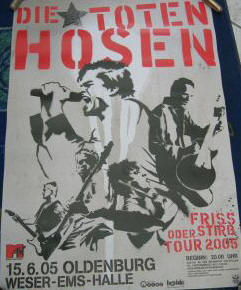 DIE TOTEN
HOSEN
FRISS
ODER STIRB
TOUR 2005
BEGINN: 20.00 UHR
15.6.05 OLDENBURG
WESER-EMS-HALLE